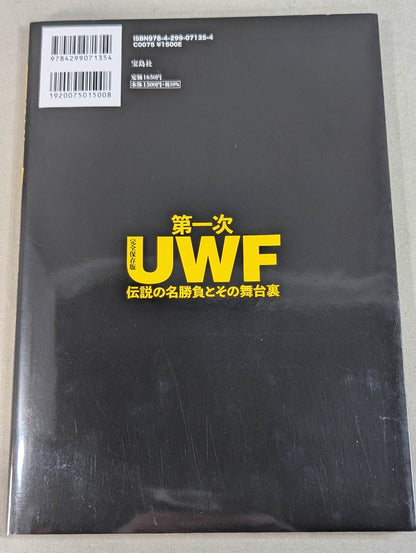 ISBN978-4-299-07135-4
C0075 ¥1500E
9784299071354
1920075015008
宝島社
定価1650円
本体1500円+税10%
第一次
完全保存版
UWF
伝説の名勝負とその舞台裏